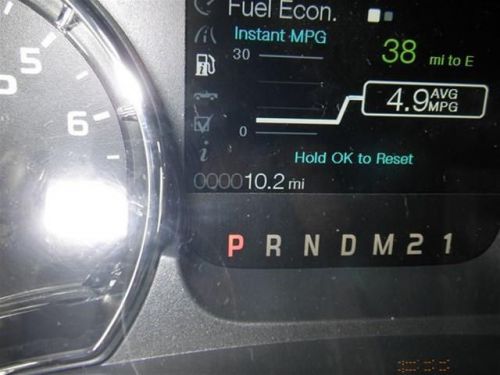 Fuel Econ.
Instant MPG
30
38 mi to E
4.9 AVG MPG
0
Hold OK to Reset
000010.2 mi
P R N D M 2 1
5
6